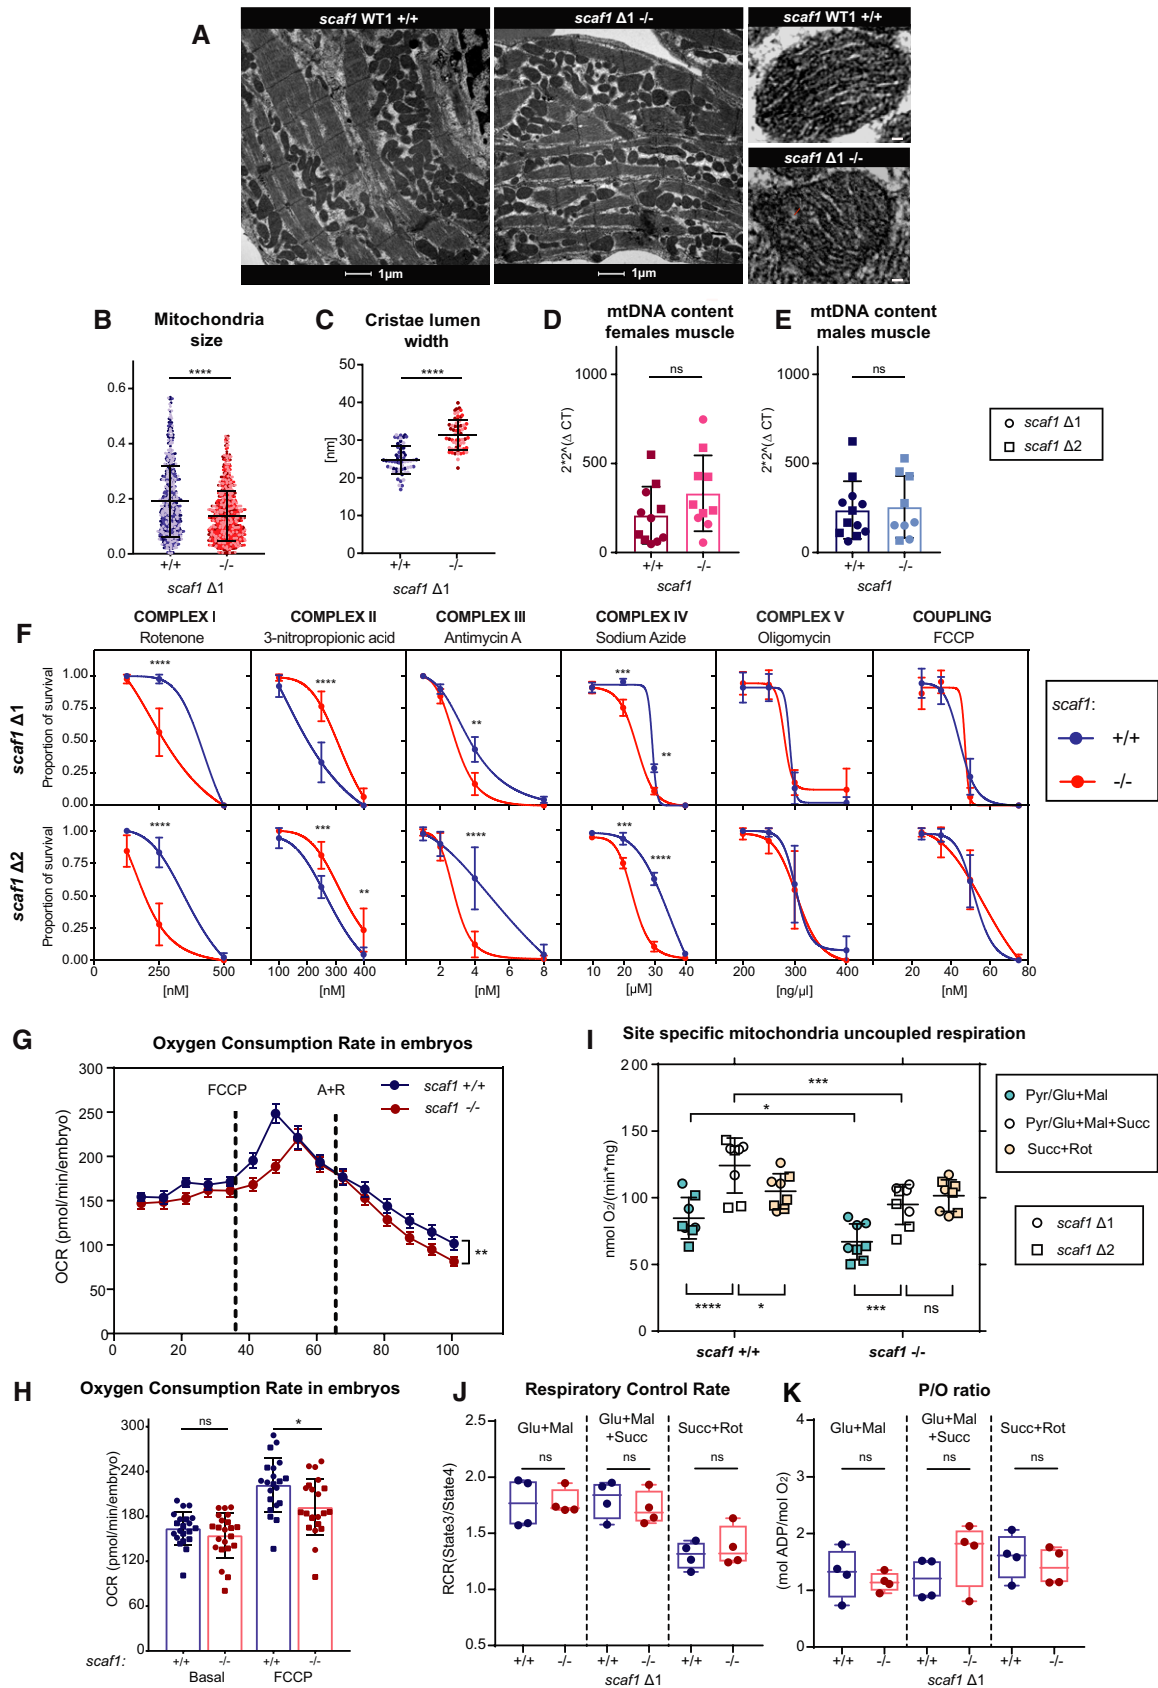 A
scaf1 WT1 +/+
scaf1 Δ1 -/-
scaf1 WT1 +/+
scaf1 Δ1 -/-
1µm
1µm
B
Mitochondria
size
****
0.6
0.4
0.2
0.0
+/+
-/-
scaf1 Δ1
C
Cristae lumen
width
****
[nm]
50
40
30
20
10
0
+/+
-/-
scaf1 Δ1
D
mtDNA content
females muscle
ns
2*2^(Δ CT)
1000
500
0
+/+
-/-
scaf1
E
mtDNA content
males muscle
ns
2*2^(Δ CT)
1000
500
0
+/+
-/-
scaf1
scaf1 Δ1
scaf1 Δ2
F
COMPLEX I
Rotenone
COMPLEX II
3-nitropropionic acid
COMPLEX III
Antimycin A
COMPLEX IV
Sodium Azide
COMPLEX V
Oligomycin
COUPLING
FCCP
scaf1 Δ1
Proportion of survival
1.00
0.75
0.50
0.25
0.00
****
****
**
***
**
scaf1:
+/+
-/-
scaf1 Δ2
Proportion of survival
1.00
0.75
0.50
0.25
0.00
****
***
**
****
***
****
0 250 500
100 200 300 400
0 2 4 6 8
10 20 30 40
200 300 400
20 40 60 80
[nM]
[nM]
[nM]
[µM]
[ng/µl]
[nM]
G
Oxygen Consumption Rate in embryos
OCR (pmol/min/embryo)
300
250
200
150
100
50
0
FCCP
A+R
scaf1 +/+
scaf1 -/-
**
0 20 40 60 80 100
I
Site specific mitochondria uncoupled respiration
nmol O2/(min*mg)
200
150
100
50
0
***
*
****
*
***
ns
scaf1 +/+
scaf1 -/-
Pyr/Glu+Mal
Pyr/Glu+Mal+Succ
Succ+Rot
scaf1 Δ1
scaf1 Δ2
H
Oxygen Consumption Rate in embryos
OCR (pmol/min/embryo)
300
240
180
120
60
0
ns
*
scaf1:
+/+
-/-
+/+
-/-
Basal
FCCP
J
Respiratory Control Rate
RCR(State3/State4)
2.5
2.0
1.5
1.0
0.5
Glu+Mal
Glu+Mal
+Succ
Succ+Rot
ns
ns
ns
+/+
-/-
+/+
-/-
+/+
-/-
scaf1 Δ1
K
P/O ratio
(mol ADP/mol O2)
4
3
2
1
0
Glu+Mal
Glu+Mal
+Succ
Succ+Rot
ns
ns
ns
+/+
-/-
+/+
-/-
+/+
-/-
scaf1 Δ1